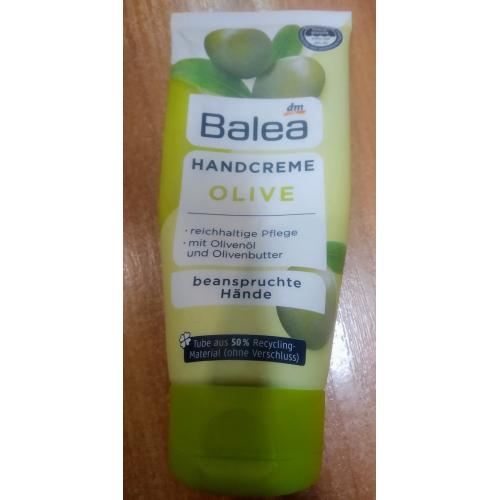 dm
Balea
HANDCREME
OLIVE
· reichhaltige Pflege
· mit Olivenöl
und Olivenbutter
beanspruchte
Hände
Tube aus 50% Recycling-
Material (ohne Verschluss)